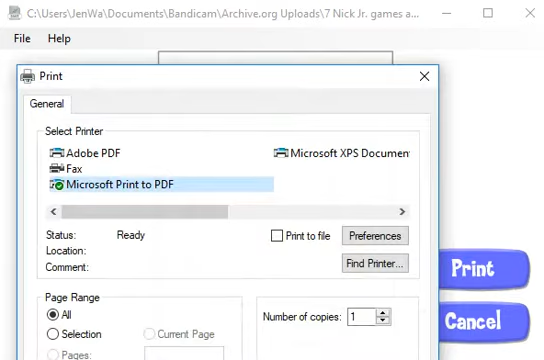 C:\Users\JenWa\Documents\Bandicam\Archive.org Uploads\7 Nick Jr. games a...
File Help
Print
General
Select Printer
Adobe PDF
Microsoft XPS Document
Fax
Microsoft Print to PDF
Status: Ready
Print to file
Preferences
Location:
Comment:
Find Printer...
Print
Page Range
All
Number of copies: 1
Selection
Current Page
Cancel
Pages: